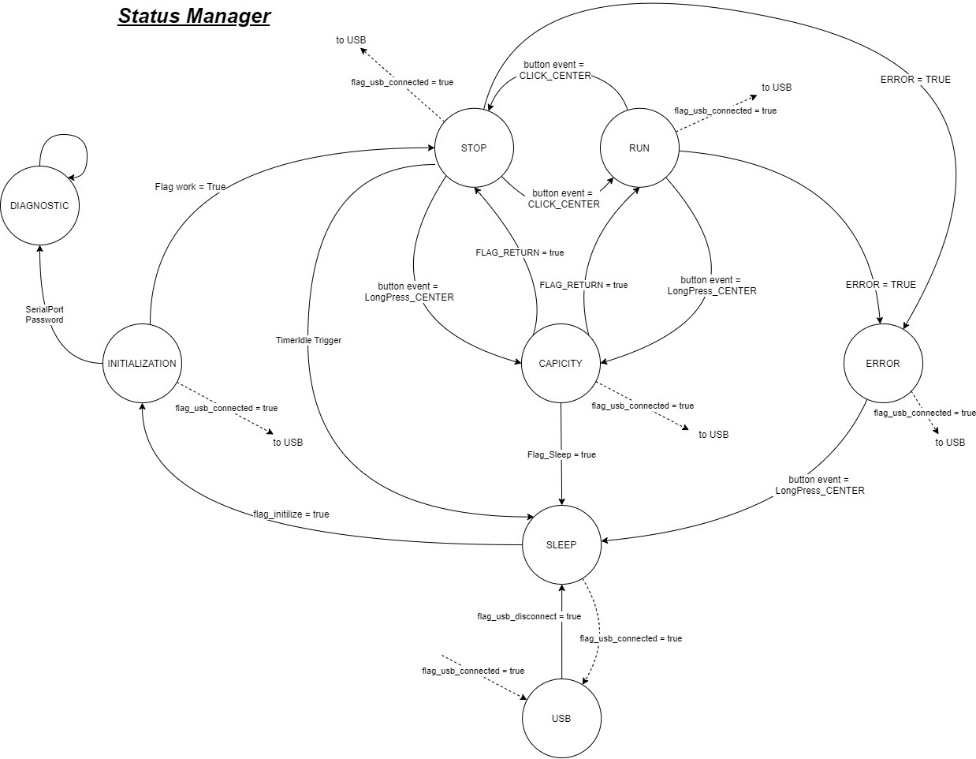 Status Manager
to USB
flag_usb_connected = true
button event =
CLICK_CENTER
ERROR = TRUE
to USB
flag_usb_connected = true
STOP
RUN
DIAGNOSTIC
Flag work = True
button event =
CLICK_CENTER
FLAG_RETURN = true
button event =
LongPress_CENTER
FLAG_RETURN = true
button event =
LongPress_CENTER
ERROR = TRUE
SerialPort
Password
TimerIdle Trigger
INITIALIZATION
CAPICITY
ERROR
flag_usb_connected = true
to USB
flag_usb_connected = true
to USB
flag_usb_connected = true
to USB
Flag_Sleep = true
button event =
LongPress_CENTER
flag_initilize = true
SLEEP
flag_usb_disconnect = true
flag_usb_connected = true
flag_usb_connected = true
USB